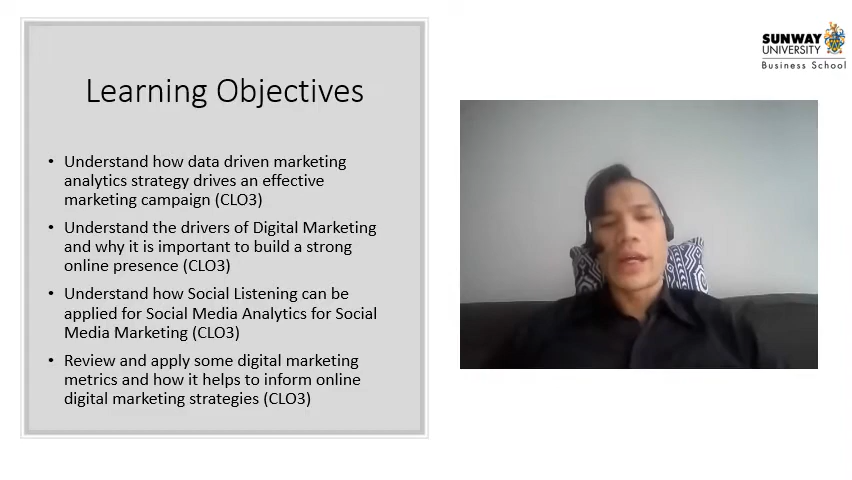 Learning Objectives
• Understand how data driven marketing
analytics strategy drives an effective
marketing campaign (CLO3)
• Understand the drivers of Digital Marketing
and why it is important to build a strong
online presence (CLO3)
• Understand how Social Listening can be
applied for Social Media Analytics for Social
Media Marketing (CLO3)
• Review and apply some digital marketing
metrics and how it helps to inform online
digital marketing strategies (CLO3)
SUNWAY
UNIVERSITY
Business School